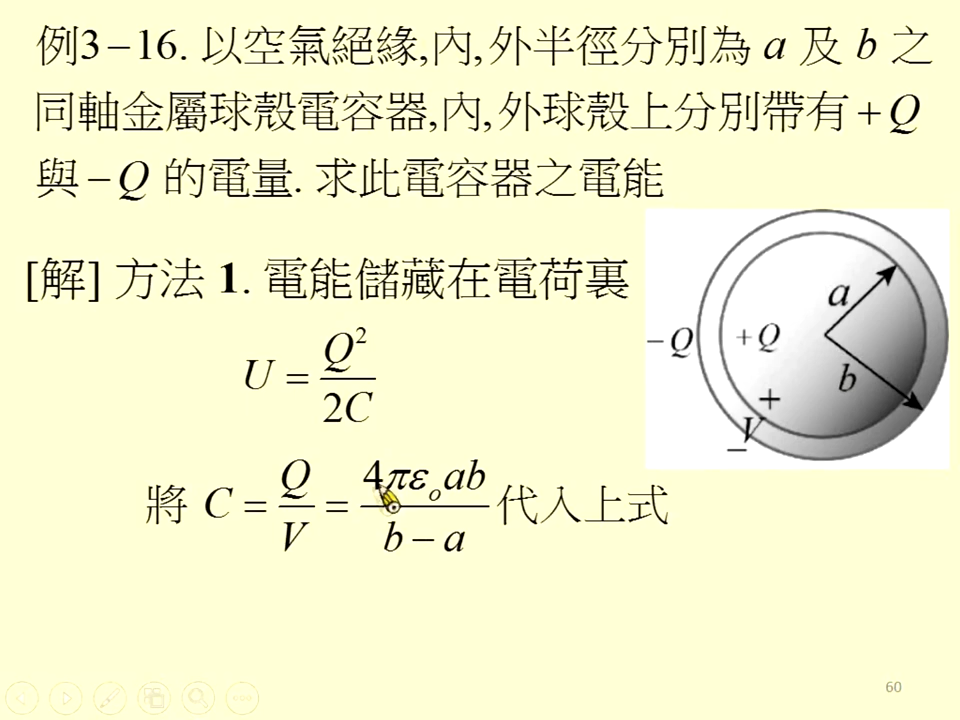 例3−16. 以空氣絕緣,內,外半徑分別為 a 及 b 之
同軸金屬球殼電容器,內,外球殼上分別帶有 +Q
與 −Q 的電量. 求此電容器之電能
[解] 方法 1. 電能儲藏在電荷裏
U = Q²/2C
將 C = Q/V = 4πεₒab/(b − a) 代入上式
a
−Q +Q
b
+
V
−
60